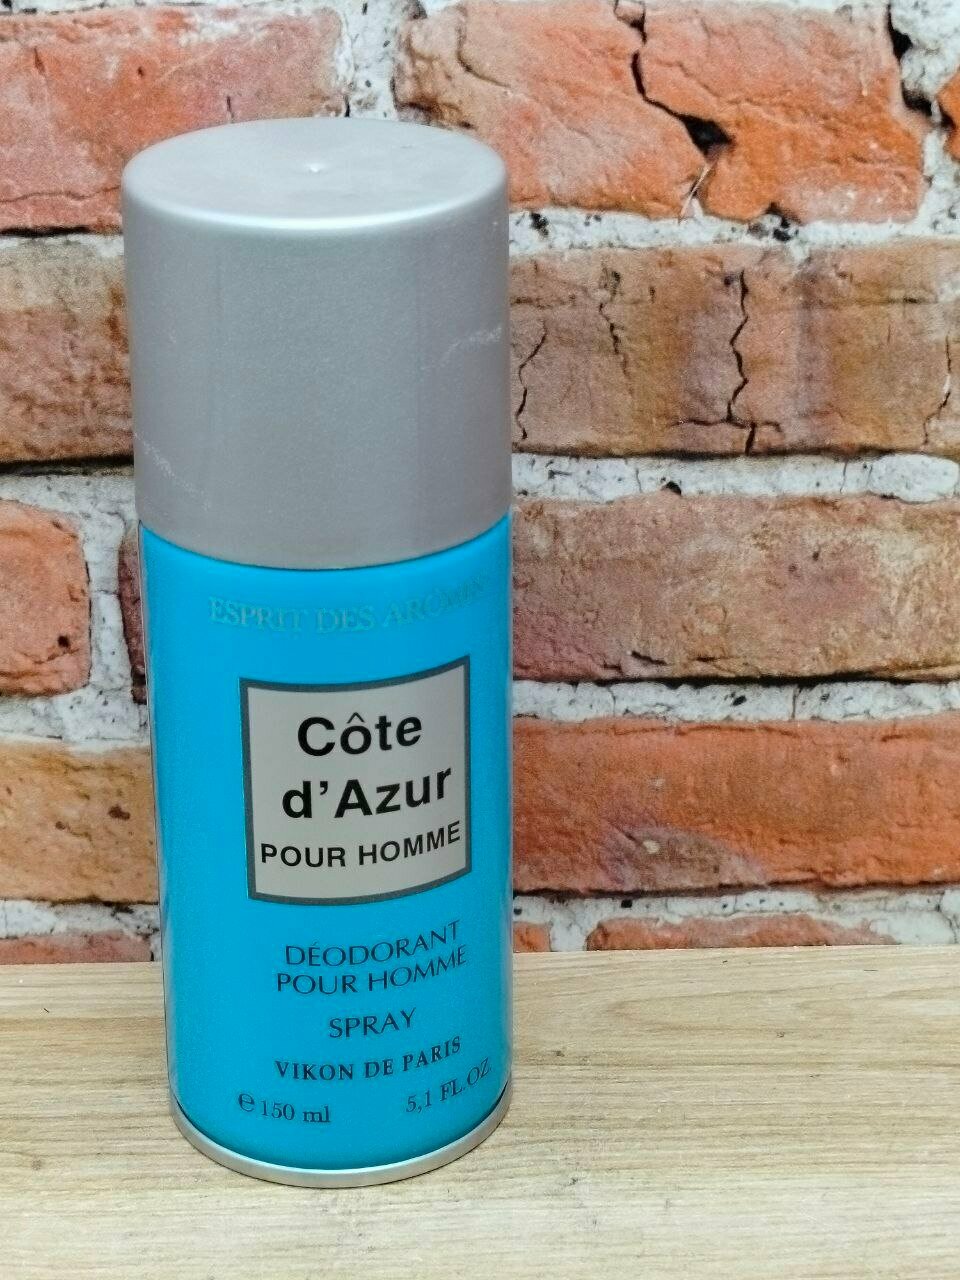 ESPRIT DES AROMES
Côte
d'Azur
POUR HOMME
DÉODORANT
POUR HOMME
SPRAY
VIKON DE PARIS
℮ 150 ml 5,1 FL.OZ